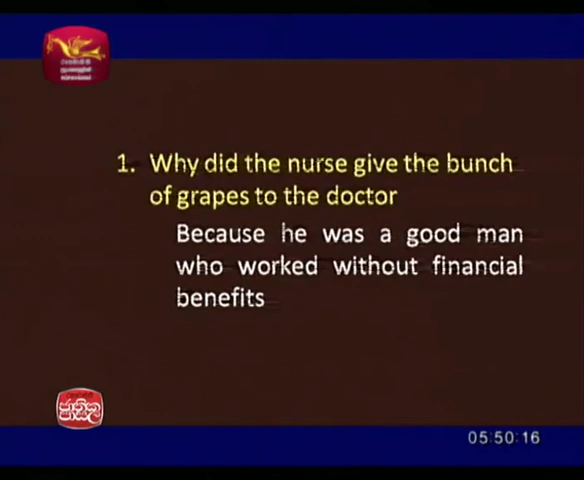 1. Why did the nurse give the bunch
of grapes to the doctor
Because he was a good man
who worked without financial
benefits
ජාතික
05:50:16